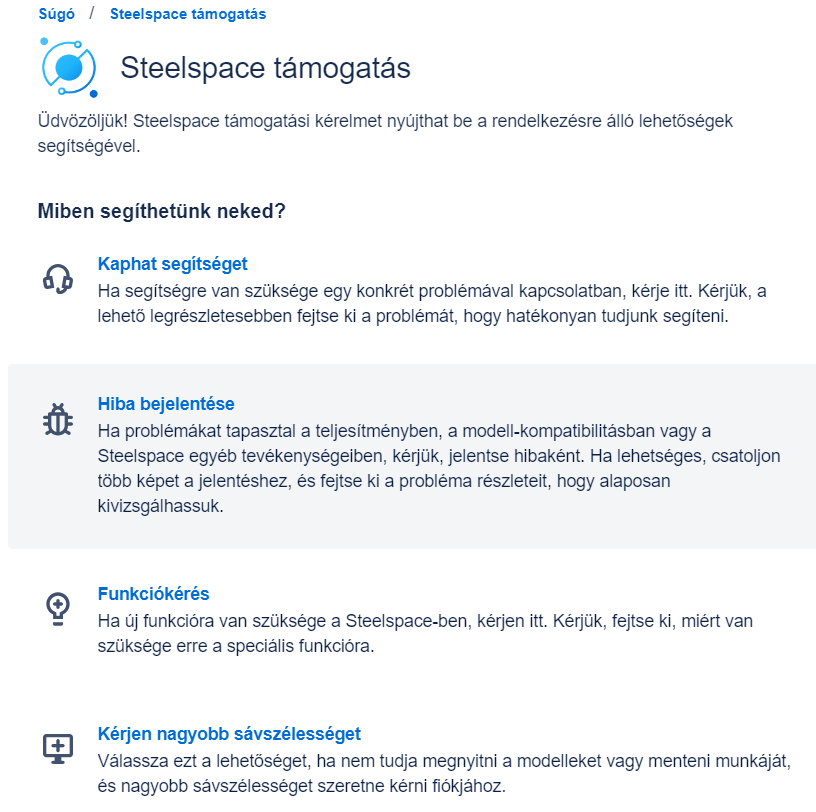 Súgó / Steelspace támogatás
Steelspace támogatás
Üdvözöljük! Steelspace támogatási kérelmet nyújthat be a rendelkezésre álló lehetőségek
segítségével.
Miben segíthetünk neked?
Kaphat segítséget
Ha segítségre van szüksége egy konkrét problémával kapcsolatban, kérje itt. Kérjük, a
lehető legrészletesebben fejtse ki a problémát, hogy hatékonyan tudjunk segíteni.
Hiba bejelentése
Ha problémákat tapasztal a teljesítményben, a modell-kompatibilitásban vagy a
Steelspace egyéb tevékenységeiben, kérjük, jelentse hibaként. Ha lehetséges, csatoljon
több képet a jelentéshez, és fejtse ki a probléma részleteit, hogy alaposan
kivizsgálhassuk.
Funkciókérés
Ha új funkcióra van szüksége a Steelspace-ben, kérjen itt. Kérjük, fejtse ki, miért van
szüksége erre a speciális funkcióra.
Kérjen nagyobb sávszélességet
Válassza ezt a lehetőséget, ha nem tudja megnyitni a modelleket vagy menteni munkáját,
és nagyobb sávszélességet szeretne kérni fiókjához.